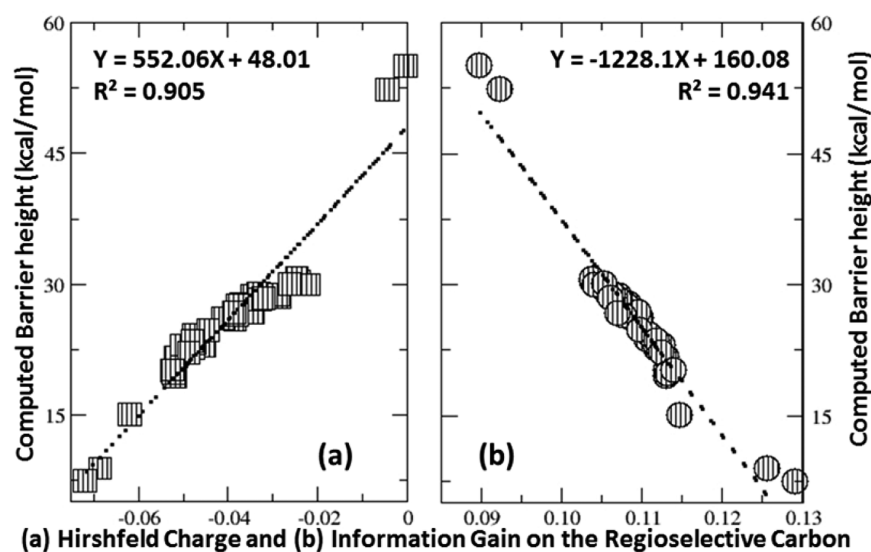 60
60
Y = 552.06X + 48.01
R² = 0.905
Y = -1228.1X + 160.08
R² = 0.941
Computed Barrier height (kcal/mol)
45
45
30
30
15
15
Computed Barrier height (kcal/mol)
(a)
(b)
-0.06 -0.04 -0.02 0
0.09 0.10 0.11 0.12 0.13
(a) Hirshfeld Charge and (b) Information Gain on the Regioselective Carbon